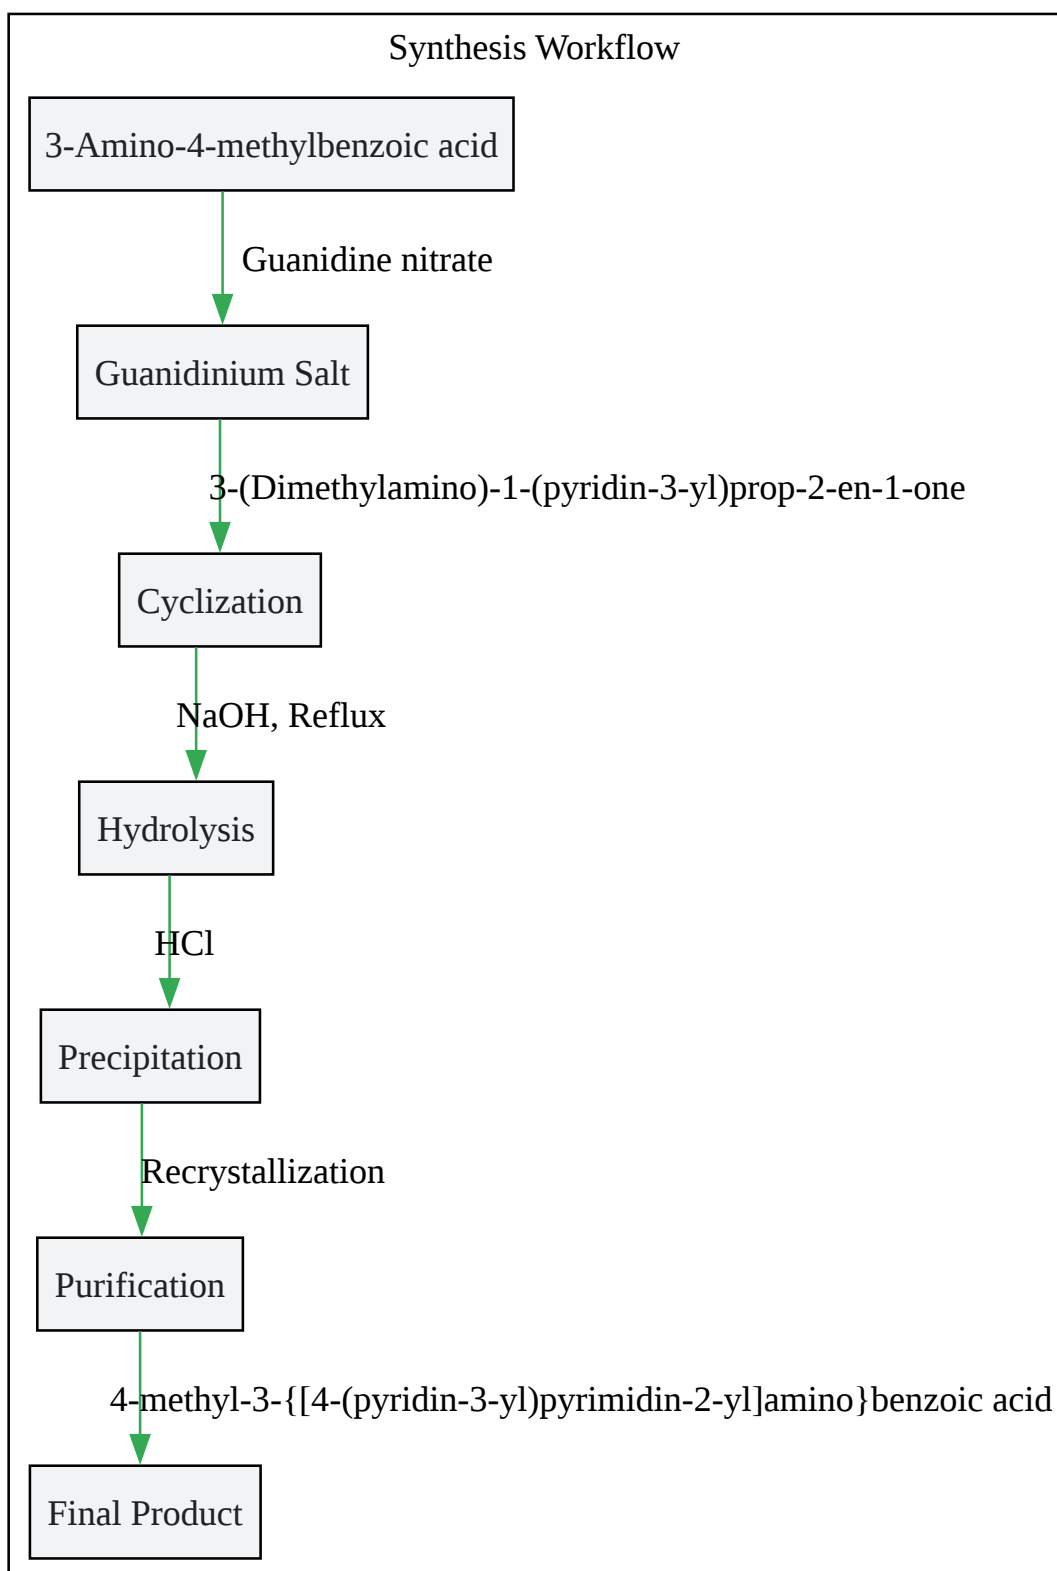 Synthesis Workflow
3-Amino-4-methylbenzoic acid
Guanidine nitrate
Guanidinium Salt
3-(Dimethylamino)-1-(pyridin-3-yl)prop-2-en-1-one
Cyclization
NaOH, Reflux
Hydrolysis
HCl
Precipitation
Recrystallization
Purification
4-methyl-3-{[4-(pyridin-3-yl)pyrimidin-2-yl]amino}benzoic acid
Final Product